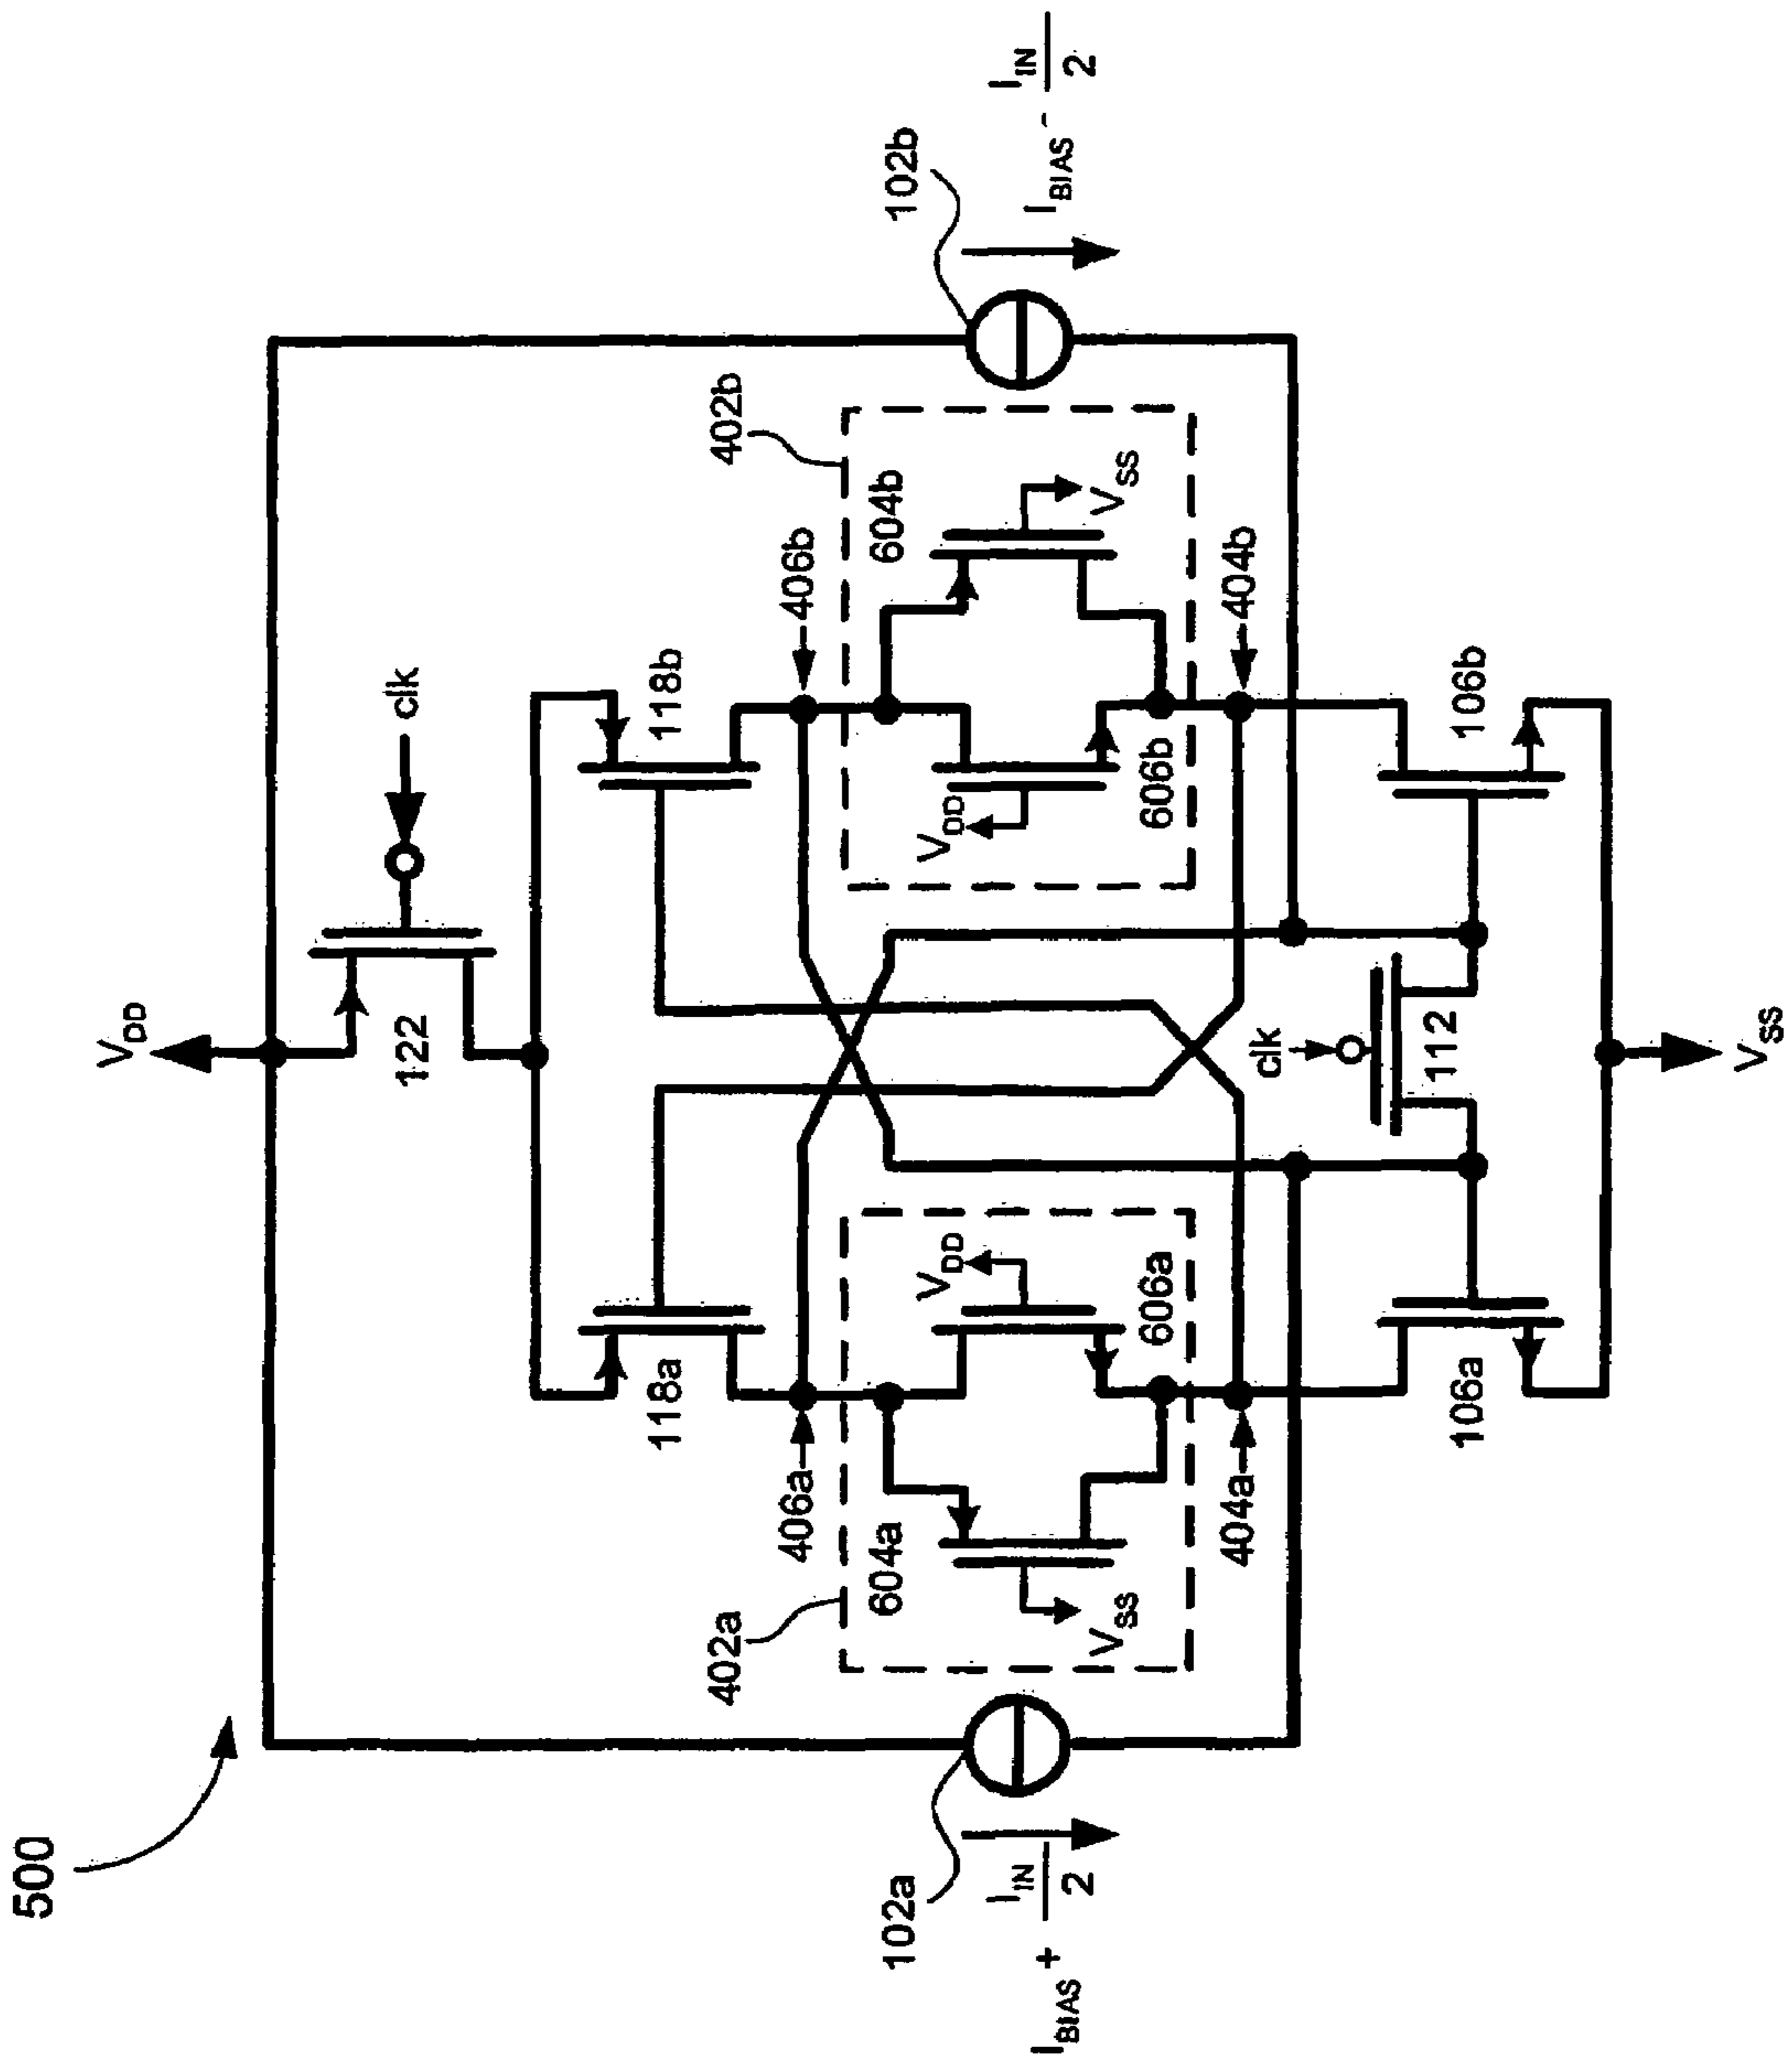 500
V_DD
clk
122
118a
118b
406a
406b
402a
402b
604a
V_SS
V_DD
606a
604b
V_SS
V_DD
606b
102a
I_BIAS + I_IN/2
102b
I_BIAS - I_IN/2
404a
404b
clk
112
106a
106b
V_SS